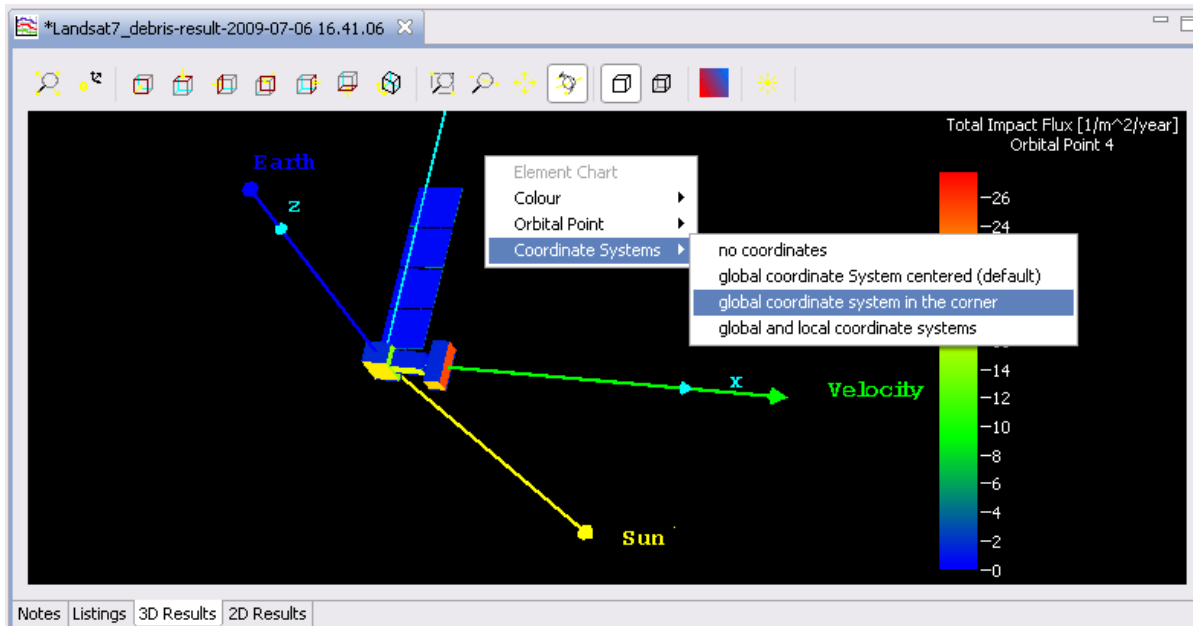 *Landsat7_debris-result-2009-07-06 16.41.06
Total Impact Flux [1/m^2/year]
Orbital Point 4
Earth
z
Element Chart
Colour
Orbital Point
Coordinate Systems
no coordinates
global coordinate System centered (default)
global coordinate system in the corner
global and local coordinate systems
26
24
14
12
10
8
6
4
2
0
x
Velocity
Sun
Notes Listings 3D Results 2D Results